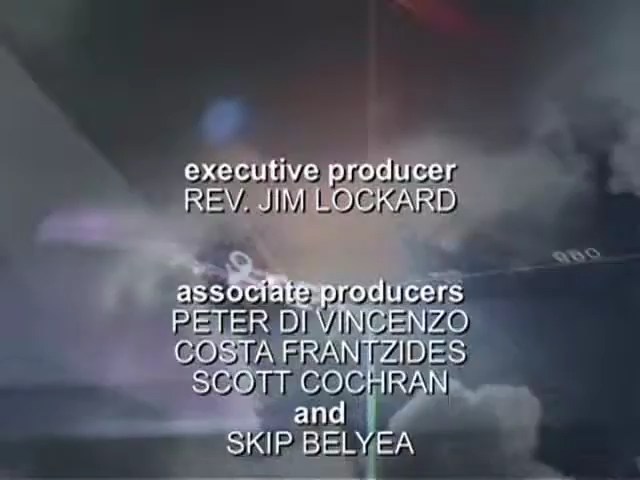 executive producer
REV. JIM LOCKARD
associate producers
PETER DI VINCENZO
COSTA FRANTZIDES
SCOTT COCHRAN
and
SKIP BELYEA